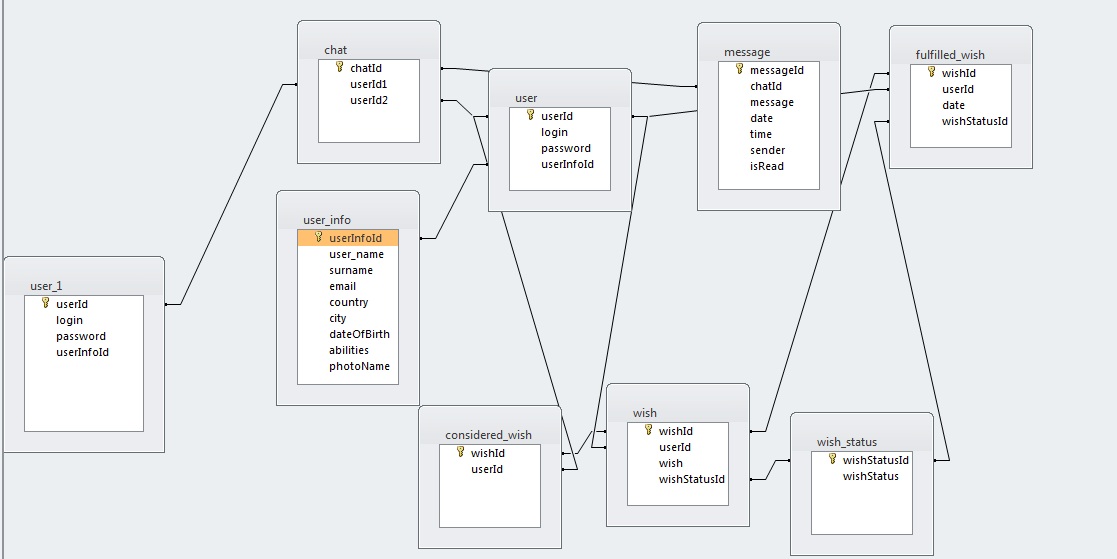 chat
chatId
userId1
userId2
user
userId
login
password
userInfoId
message
messageId
chatId
message
date
time
sender
isRead
fulfilled_wish
wishId
userId
date
wishStatusId
user_info
userInfoId
user_name
surname
email
country
city
dateOfBirth
abilities
photoName
user_1
userId
login
password
userInfoId
considered_wish
wishId
userId
wish
wishId
userId
wish
wishStatusId
wish_status
wishStatusId
wishStatus